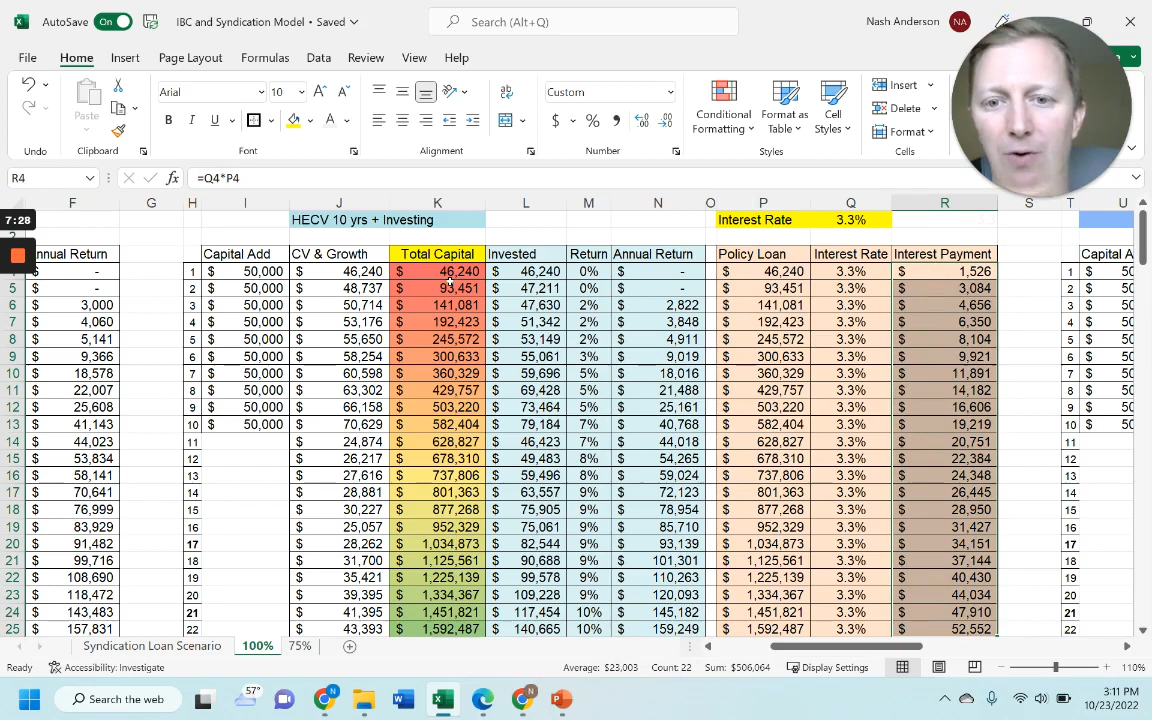 AutoSave On IBC and Syndication Model • Saved Search (Alt+Q) Nash Anderson NA
File Home Insert Page Layout Formulas Data Review View Help
Paste Arial 10 Custom Conditional Formatting Format as Table Cell Styles Insert Delete Format
Undo Clipboard Font Alignment Number Styles Cells
R4 fx =Q4*P4
F G H I J K L M N O P Q R S T U
7:28 HECV 10 yrs + Investing Interest Rate 3.3%
nnual Return Capital Add CV & Growth Total Capital Invested Return Annual Return Policy Loan Interest Rate Interest Payment Capital A
$ - 1 $ 50,000 $ 46,240 $ 46,240 $ 46,240 0% $ - $ 46,240 3.3% $ 1,526 1 $ 50
5 $ - 2 $ 50,000 $ 48,737 $ 93,451 $ 47,211 0% $ - $ 93,451 3.3% $ 3,084 2 $ 50
6 $ 3,000 3 $ 50,000 $ 50,714 $ 141,081 $ 47,630 2% $ 2,822 $ 141,081 3.3% $ 4,656 3 $ 50
7 $ 4,060 4 $ 50,000 $ 53,176 $ 192,423 $ 51,342 2% $ 3,848 $ 192,423 3.3% $ 6,350 4 $ 50
8 $ 5,141 5 $ 50,000 $ 55,650 $ 245,572 $ 53,149 2% $ 4,911 $ 245,572 3.3% $ 8,104 5 $ 50
9 $ 9,366 6 $ 50,000 $ 58,254 $ 300,633 $ 55,061 3% $ 9,019 $ 300,633 3.3% $ 9,921 6 $ 50
10 $ 18,578 7 $ 50,000 $ 60,598 $ 360,329 $ 59,696 5% $ 18,016 $ 360,329 3.3% $ 11,891 7 $ 50
11 $ 22,007 8 $ 50,000 $ 63,302 $ 429,757 $ 69,428 5% $ 21,488 $ 429,757 3.3% $ 14,182 8 $ 50
12 $ 25,608 9 $ 50,000 $ 66,158 $ 503,220 $ 73,464 5% $ 25,161 $ 503,220 3.3% $ 16,606 9 $ 50
13 $ 41,143 10 $ 50,000 $ 70,629 $ 582,404 $ 79,184 7% $ 40,768 $ 582,404 3.3% $ 19,219 10 $ 50
14 $ 44,023 11 $ 24,874 $ 628,827 $ 46,423 7% $ 44,018 $ 628,827 3.3% $ 20,751 11
15 $ 53,834 12 $ 26,217 $ 678,310 $ 49,483 8% $ 54,265 $ 678,310 3.3% $ 22,384 12
16 $ 58,141 13 $ 27,616 $ 737,806 $ 59,496 8% $ 59,024 $ 737,806 3.3% $ 24,348 13
17 $ 70,641 14 $ 28,881 $ 801,363 $ 63,557 9% $ 72,123 $ 801,363 3.3% $ 26,445 14
18 $ 76,999 15 $ 30,227 $ 877,268 $ 75,905 9% $ 78,954 $ 877,268 3.3% $ 28,950 15
19 $ 83,929 16 $ 25,057 $ 952,329 $ 75,061 9% $ 85,710 $ 952,329 3.3% $ 31,427 16
20 $ 91,482 17 $ 28,262 $ 1,034,873 $ 82,544 9% $ 93,139 $ 1,034,873 3.3% $ 34,151 17
21 $ 99,716 18 $ 31,700 $ 1,125,561 $ 90,688 9% $ 101,301 $ 1,125,561 3.3% $ 37,144 18
22 $ 108,690 19 $ 35,421 $ 1,225,139 $ 99,578 9% $ 110,263 $ 1,225,139 3.3% $ 40,430 19
23 $ 118,472 20 $ 39,395 $ 1,334,367 $ 109,228 9% $ 120,093 $ 1,334,367 3.3% $ 44,034 20
24 $ 143,483 21 $ 41,395 $ 1,451,821 $ 117,454 10% $ 145,182 $ 1,451,821 3.3% $ 47,910 21
25 $ 157,831 22 $ 43,393 $ 1,592,487 $ 140,665 10% $ 159,249 $ 1,592,487 3.3% $ 52,552 22
Syndication Loan Scenario 100% 75%
Ready Accessibility: Investigate Average: $23,003 Count: 22 Sum: $506,064 Display Settings 110%
Search the web 57° 3:11 PM
10/23/2022